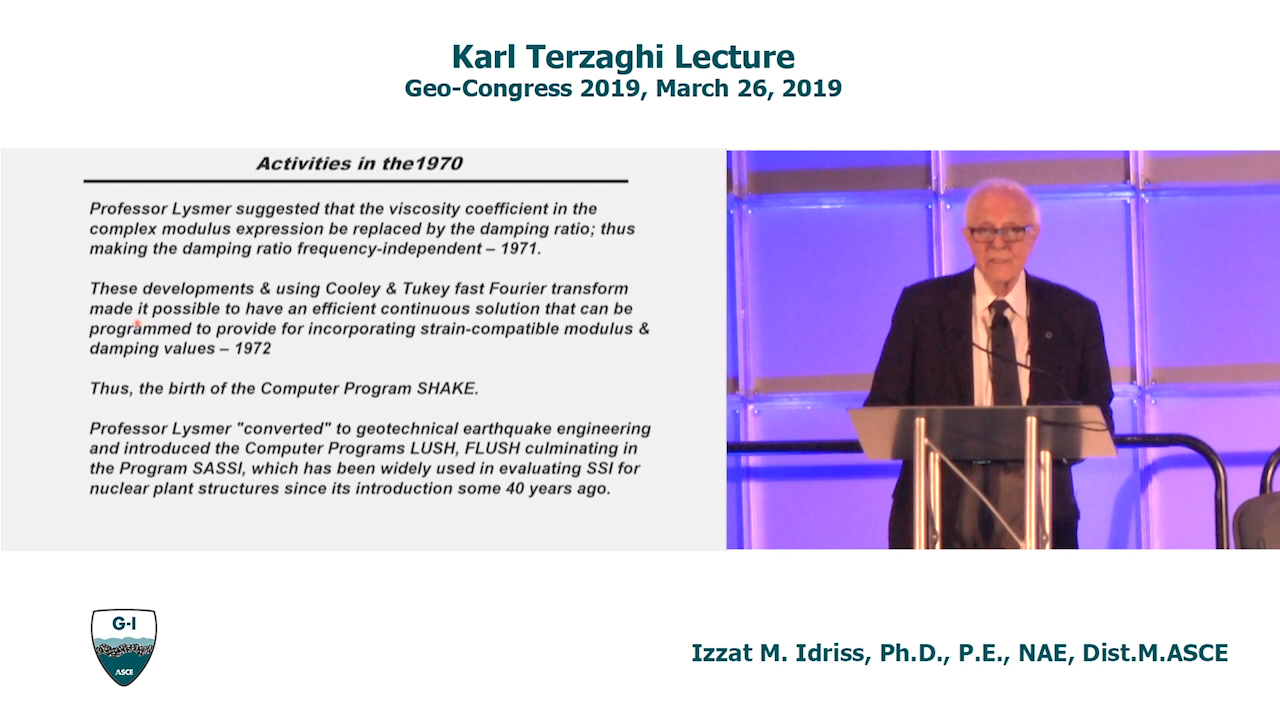 Karl Terzaghi Lecture
Geo-Congress 2019, March 26, 2019
Activities in the1970
Professor Lysmer suggested that the viscosity coefficient in the
complex modulus expression be replaced by the damping ratio; thus
making the damping ratio frequency-independent – 1971.
These developments & using Cooley & Tukey fast Fourier transform
made it possible to have an efficient continuous solution that can be
programmed to provide for incorporating strain-compatible modulus &
damping values – 1972
Thus, the birth of the Computer Program SHAKE.
Professor Lysmer "converted" to geotechnical earthquake engineering
and introduced the Computer Programs LUSH, FLUSH culminating in
the Program SASSI, which has been widely used in evaluating SSI for
nuclear plant structures since its introduction some 40 years ago.
G-I
ASCE
Izzat M. Idriss, Ph.D., P.E., NAE, Dist.M.ASCE